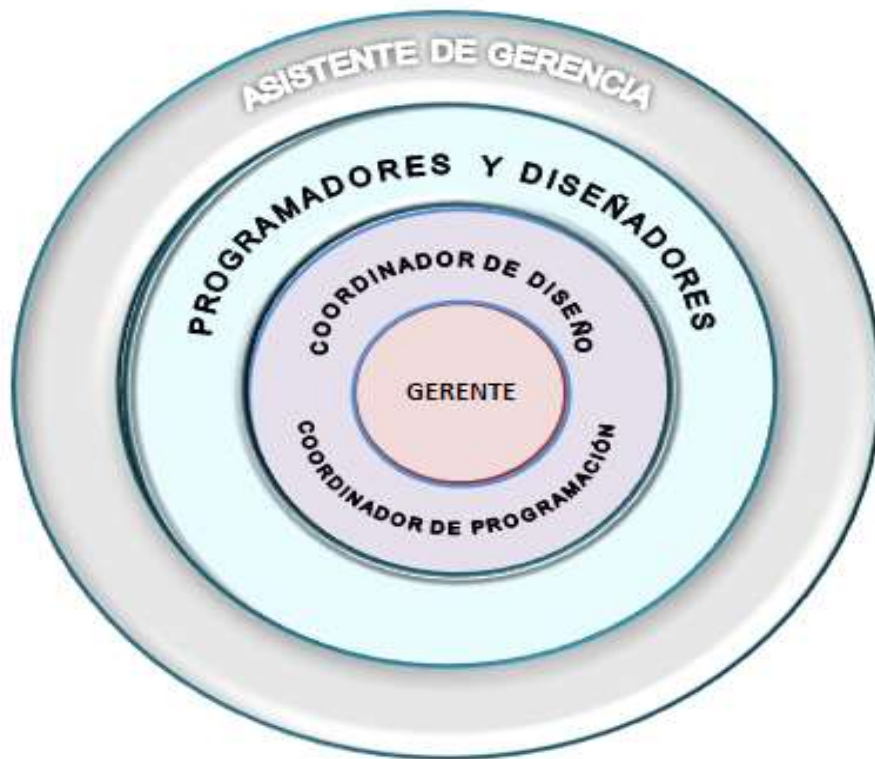 ASISTENTE DE GERENCIA
PROGRAMADORES Y DISEÑADORES
COORDINADOR DE DISEÑO
GERENTE
COORDINADOR DE PROGRAMACIÓN